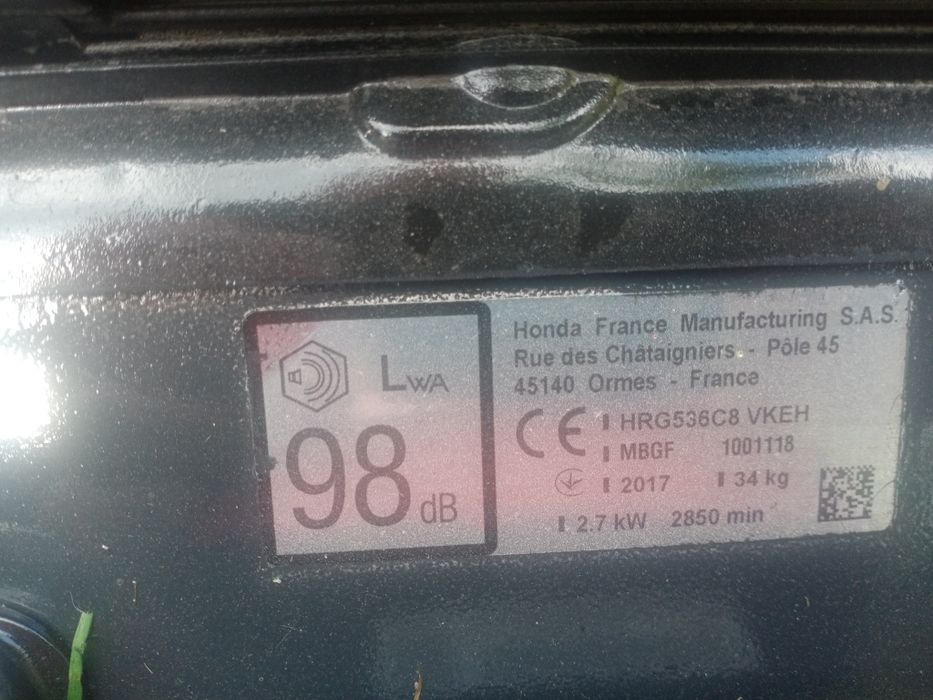 LWA
98 dB
Honda France Manufacturing S.A.S.
Rue des Châtaigniers - Pôle 45
45140 Ormes - France
CE
HRG536C8 VKEH
MBGF 1001118
2017 34 kg
2.7 kW 2850 min